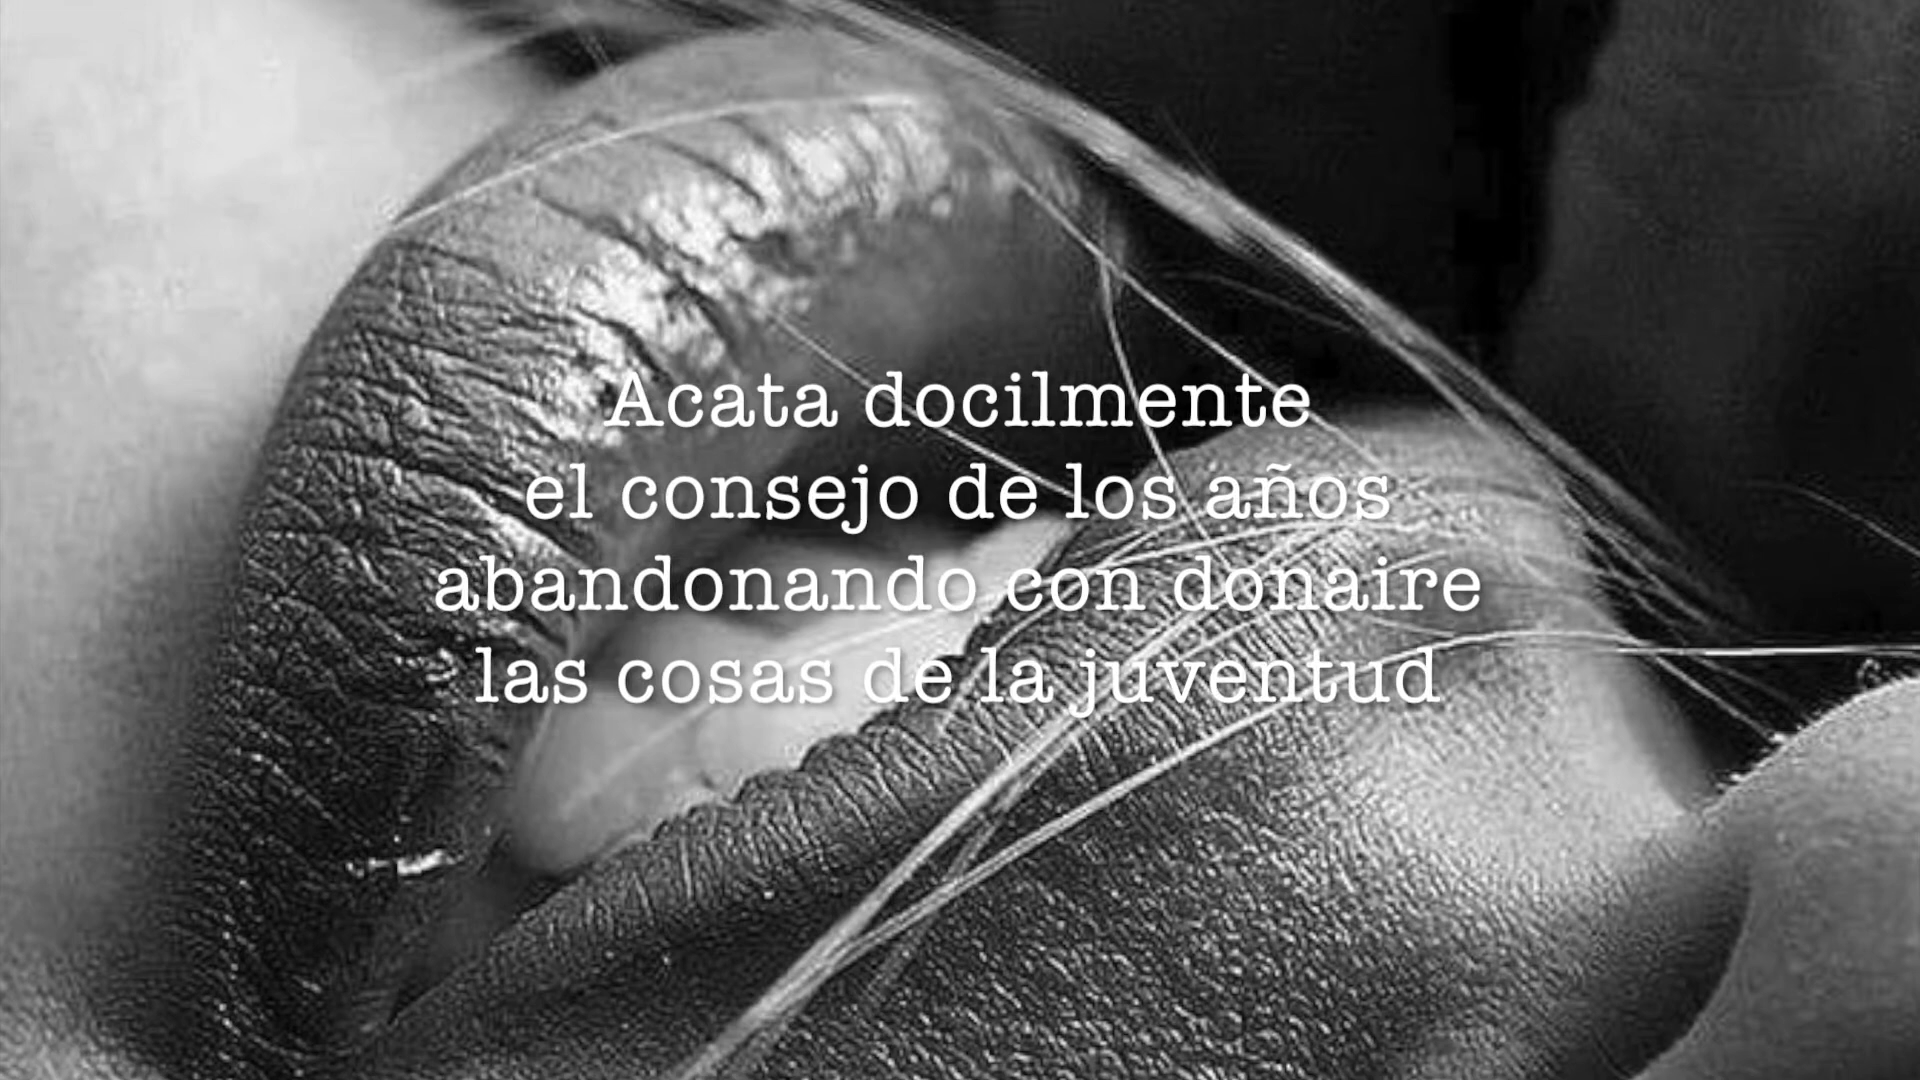 Acata docilmente
el consejo de los años
abandonando con donaire
las cosas de la juventud